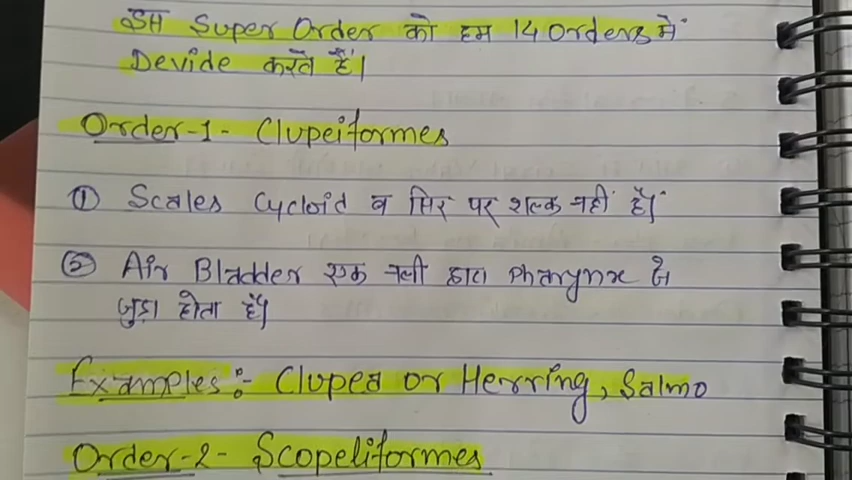 इस Super Order को हम 14 Orders में
Devide करते हैं।
Order-1- Clupeiformes
① Scales Cycloid व सिर पर शल्क नहीं हैं।
② Air Bladder एक नली द्वारा Pharynx से
जुड़ा होता हैं।
Examples:- Clupea or Herring, Salmo
Order-2- Scopeliformes